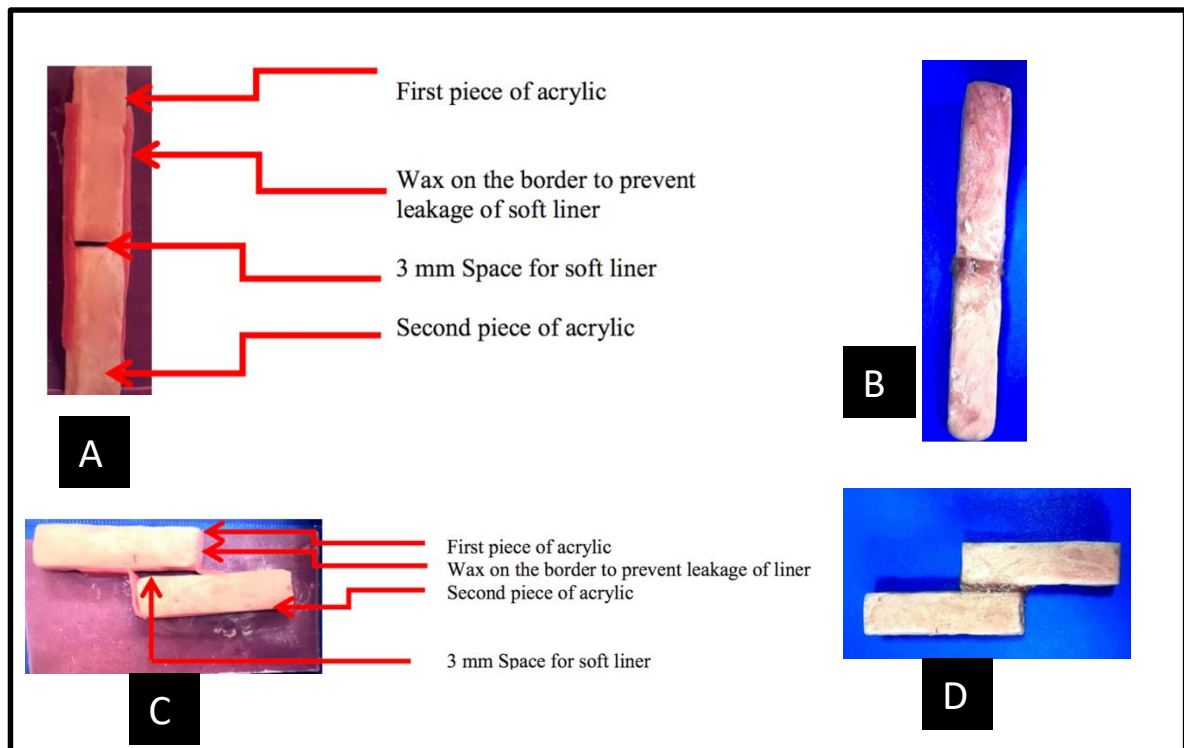 First piece of acrylic
Wax on the border to prevent
leakage of soft liner
3 mm Space for soft liner
Second piece of acrylic
A
B
First piece of acrylic
Wax on the border to prevent leakage of liner
Second piece of acrylic
3 mm Space for soft liner
C
D